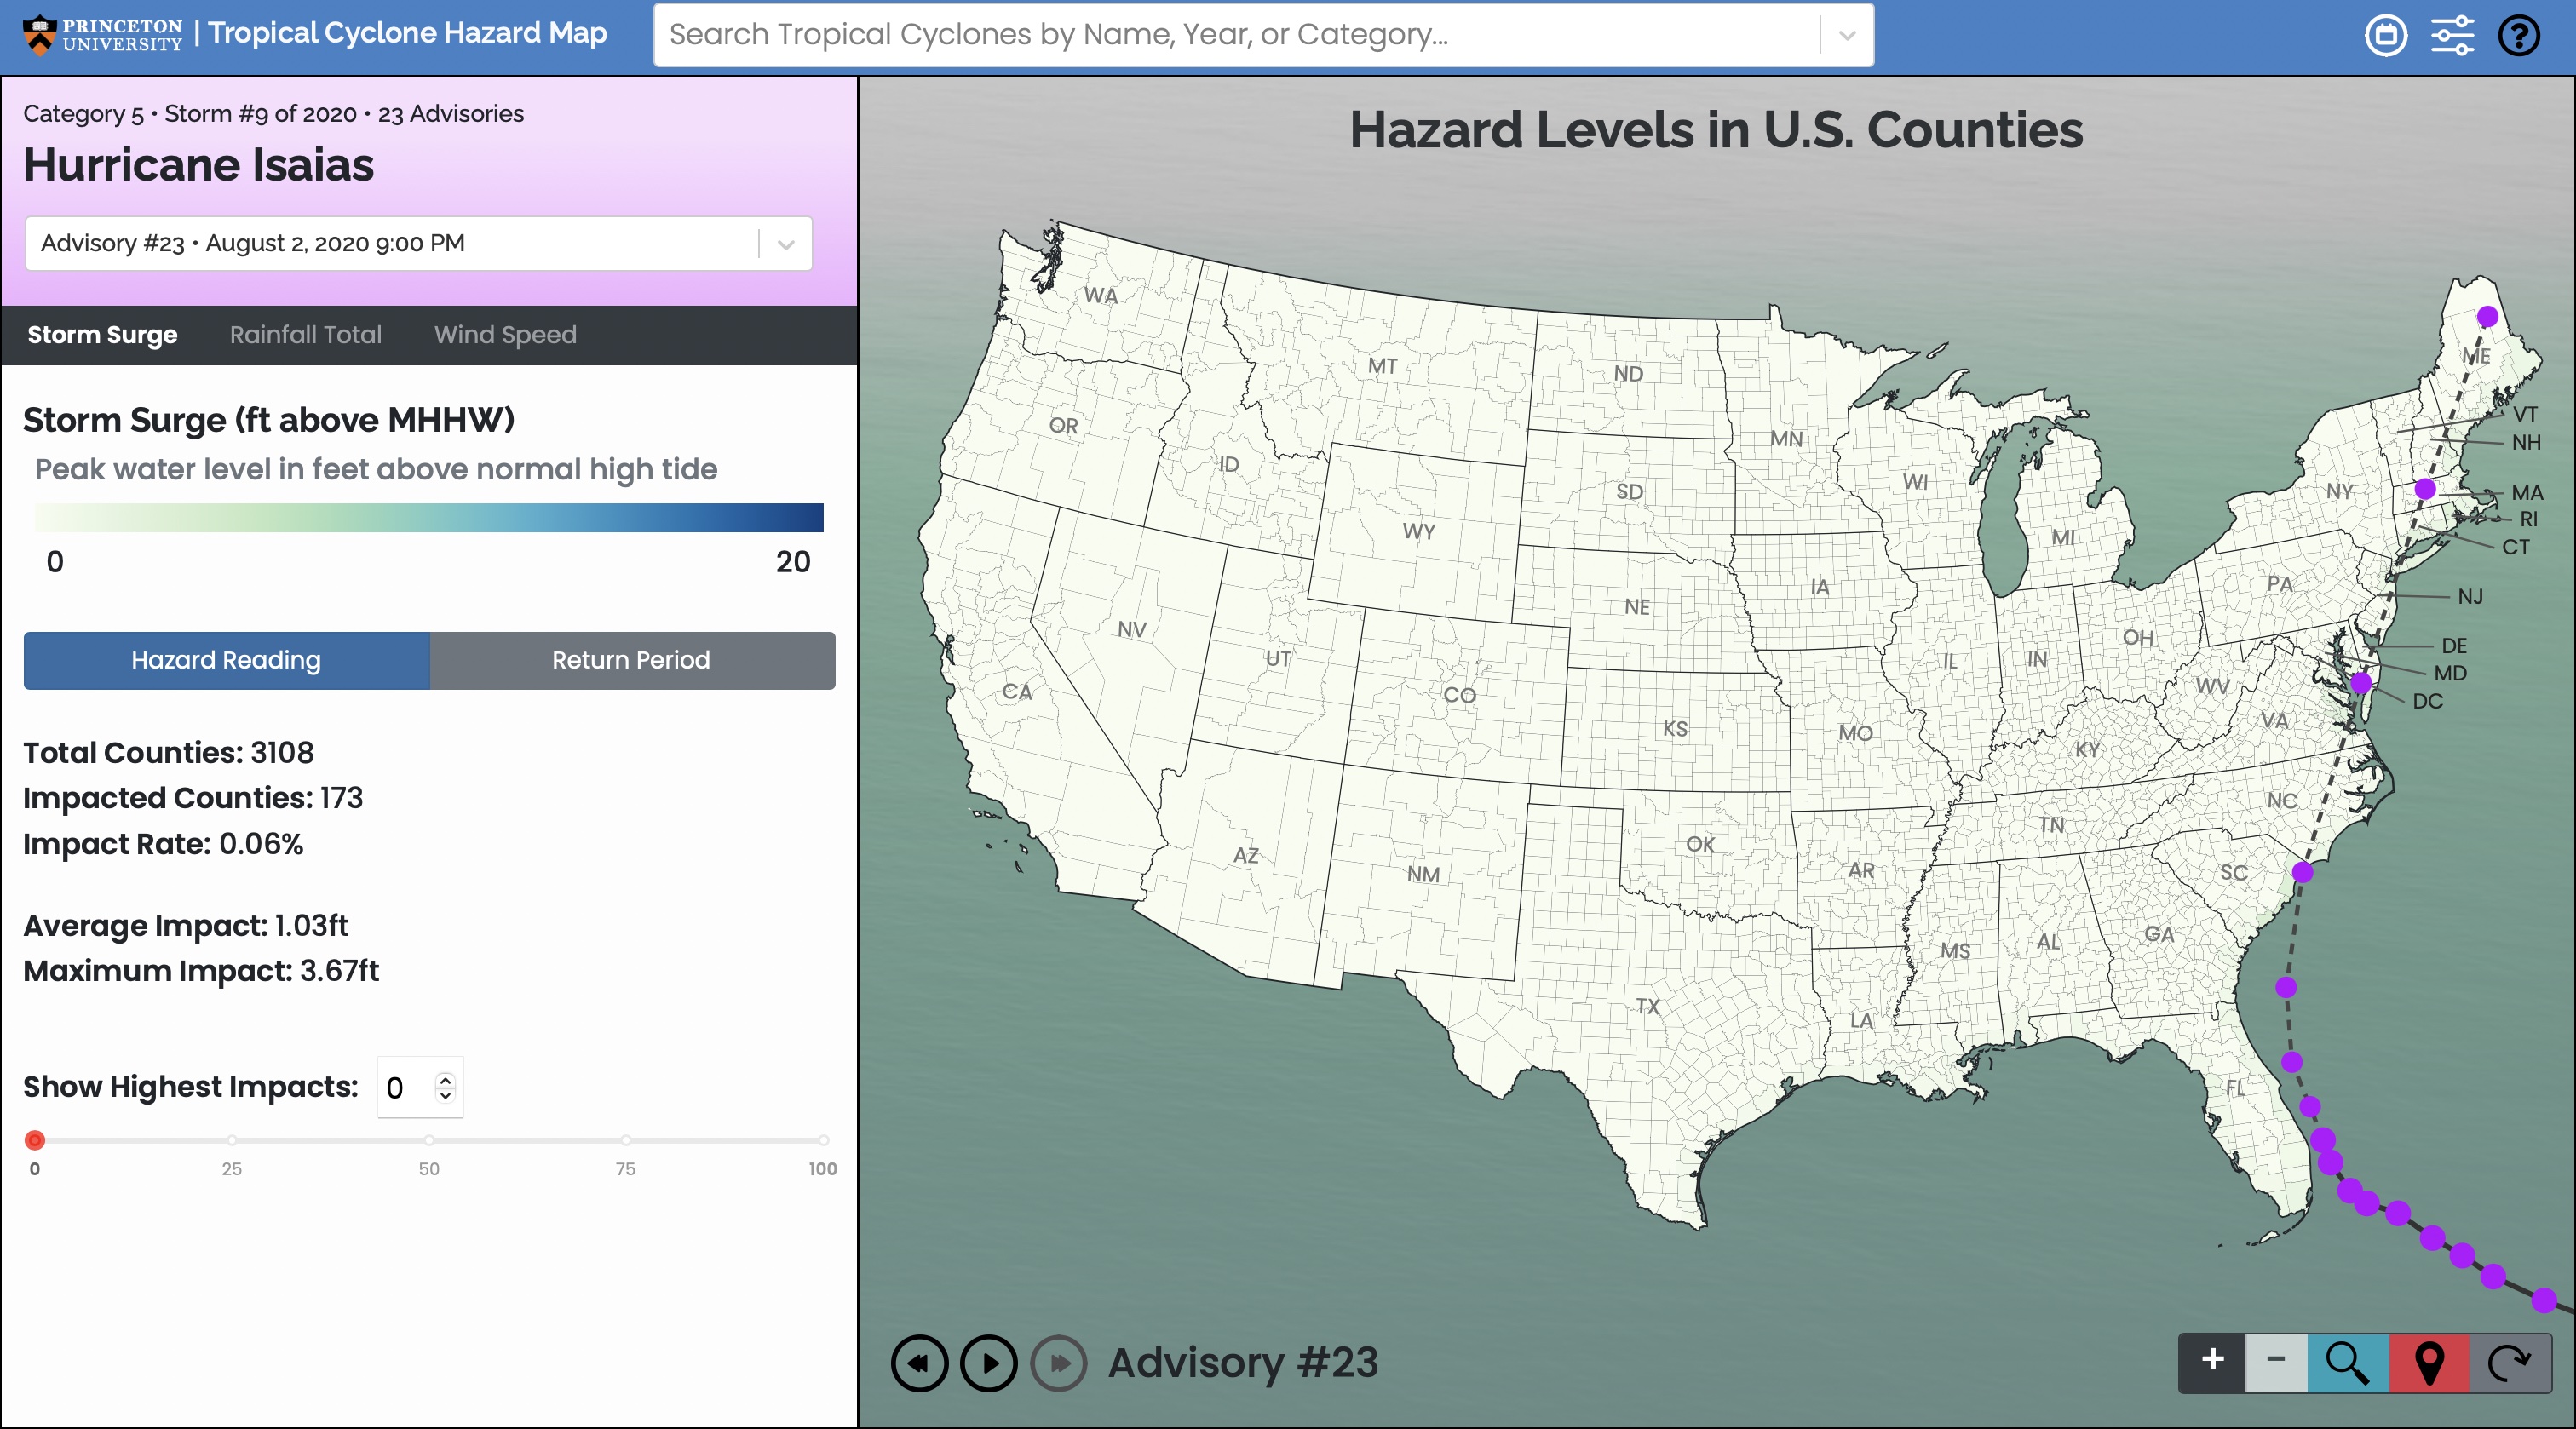 PRINCETON UNIVERSITY | Tropical Cyclone Hazard Map
Search Tropical Cyclones by Name, Year, or Category...
Category 5 • Storm #9 of 2020 • 23 Advisories
Hurricane Isaias
Advisory #23 • August 2, 2020 9:00 PM
Storm Surge Rainfall Total Wind Speed
Storm Surge (ft above MHHW)
Peak water level in feet above normal high tide
0 20
Hazard Reading Return Period
Total Counties: 3108
Impacted Counties: 173
Impact Rate: 0.06%
Average Impact: 1.03ft
Maximum Impact: 3.67ft
Show Highest Impacts: 0
0 25 50 75 100
Hazard Levels in U.S. Counties
WA
MT
ND
ME
OR
MN
VT
NH
ID
WI
SD
NY
MA
RI
WY
MI
CT
IA
PA
NJ
NE
NV
OH
DE
UT
IL
IN
MD
CA
CO
WV
DC
KS
MO
VA
KY
NC
TN
OK
AZ
NM
AR
SC
MS
AL
GA
TX
LA
FL
Advisory #23
+ −